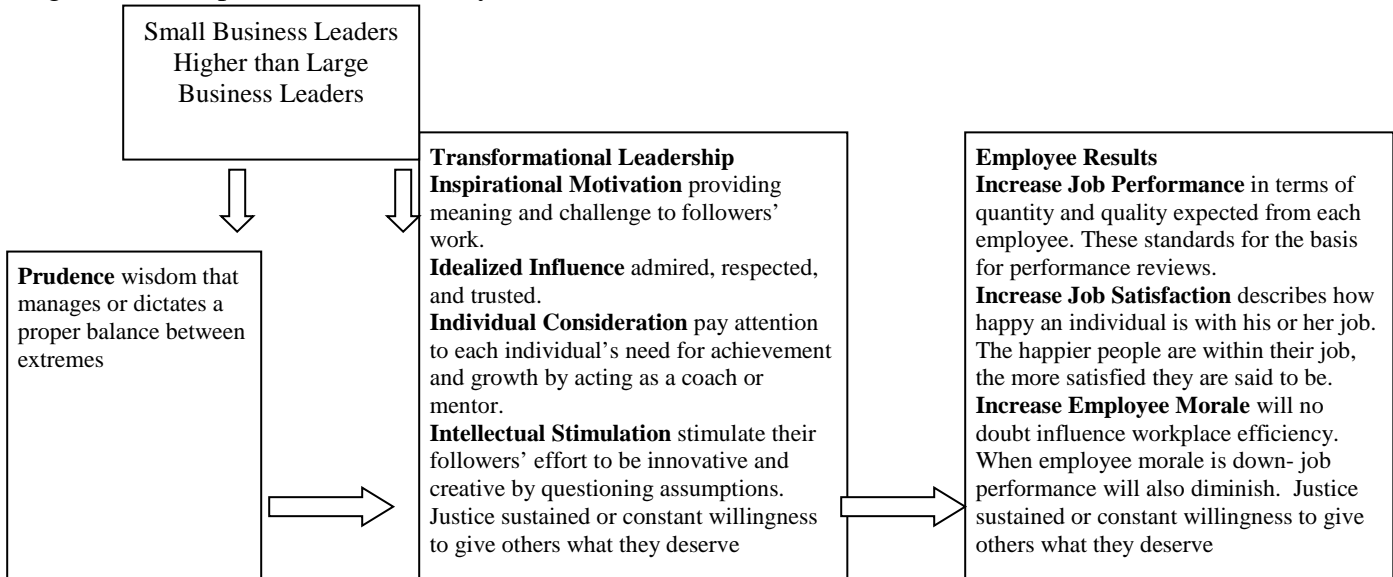 Small Business Leaders
Higher than Large
Business Leaders
Prudence wisdom that
manages or dictates a
proper balance between
extremes
Transformational Leadership
Inspirational Motivation providing
meaning and challenge to followers’
work.
Idealized Influence admired, respected,
and trusted.
Individual Consideration pay attention
to each individual’s need for achievement
and growth by acting as a coach or
mentor.
Intellectual Stimulation stimulate their
followers’ effort to be innovative and
creative by questioning assumptions.
Justice sustained or constant willingness
to give others what they deserve
Employee Results
Increase Job Performance in terms of
quantity and quality expected from each
employee. These standards for the basis
for performance reviews.
Increase Job Satisfaction describes how
happy an individual is with his or her job.
The happier people are within their job,
the more satisfied they are said to be.
Increase Employee Morale will no
doubt influence workplace efficiency.
When employee morale is down- job
performance will also diminish.  Justice
sustained or constant willingness to give
others what they deserve